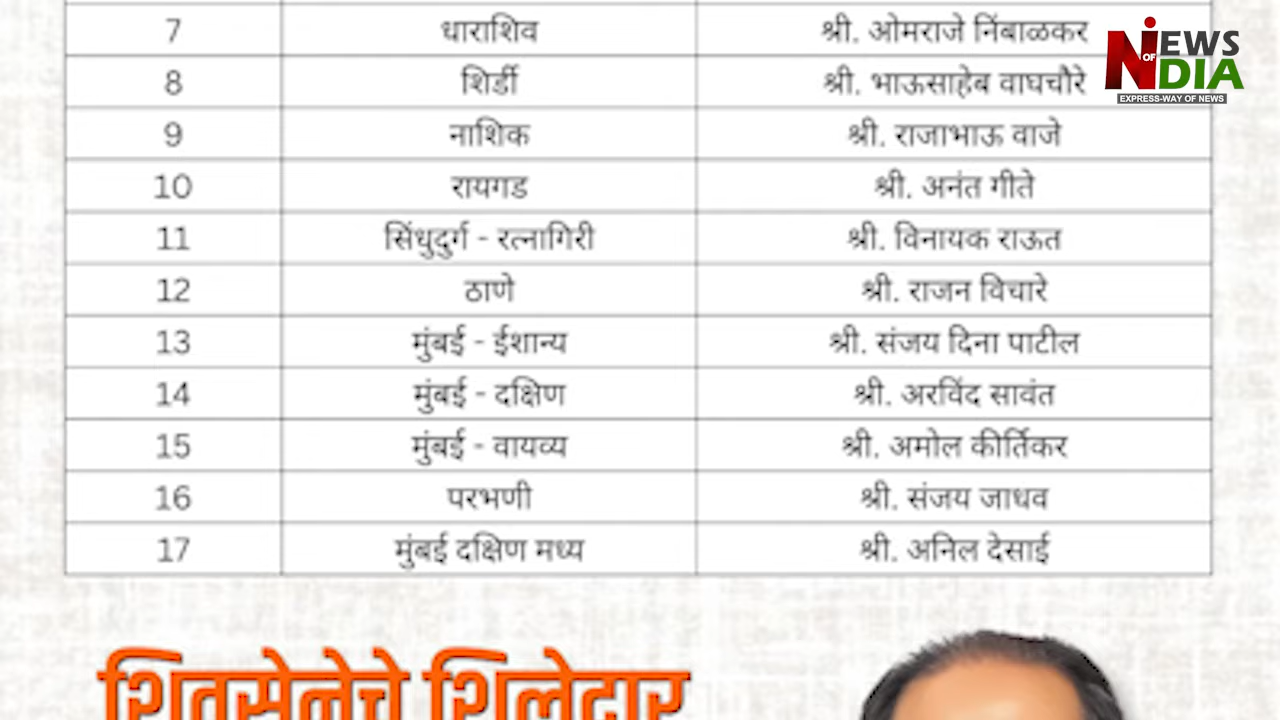 7 धाराशिव श्री. ओमराजे निंबाळकर
8 शिर्डी श्री. भाऊसाहेब वाघचौरे
9 नाशिक श्री. राजाभाऊ वाजे
10 रायगड श्री. अनंत गीते
11 सिंधुदुर्ग - रत्नागिरी श्री. विनायक राऊत
12 ठाणे श्री. राजन विचारे
13 मुंबई - ईशान्य श्री. संजय दिना पाटील
14 मुंबई - दक्षिण श्री. अरविंद सावंत
15 मुंबई - वायव्य श्री. अमोल कीर्तिकर
16 परभणी श्री. संजय जाधव
17 मुंबई दक्षिण मध्य श्री. अनिल देसाई
शिवसेनेचे शिलेदार
NEWS
OF
INDIA
EXPRESS-WAY OF NEWS